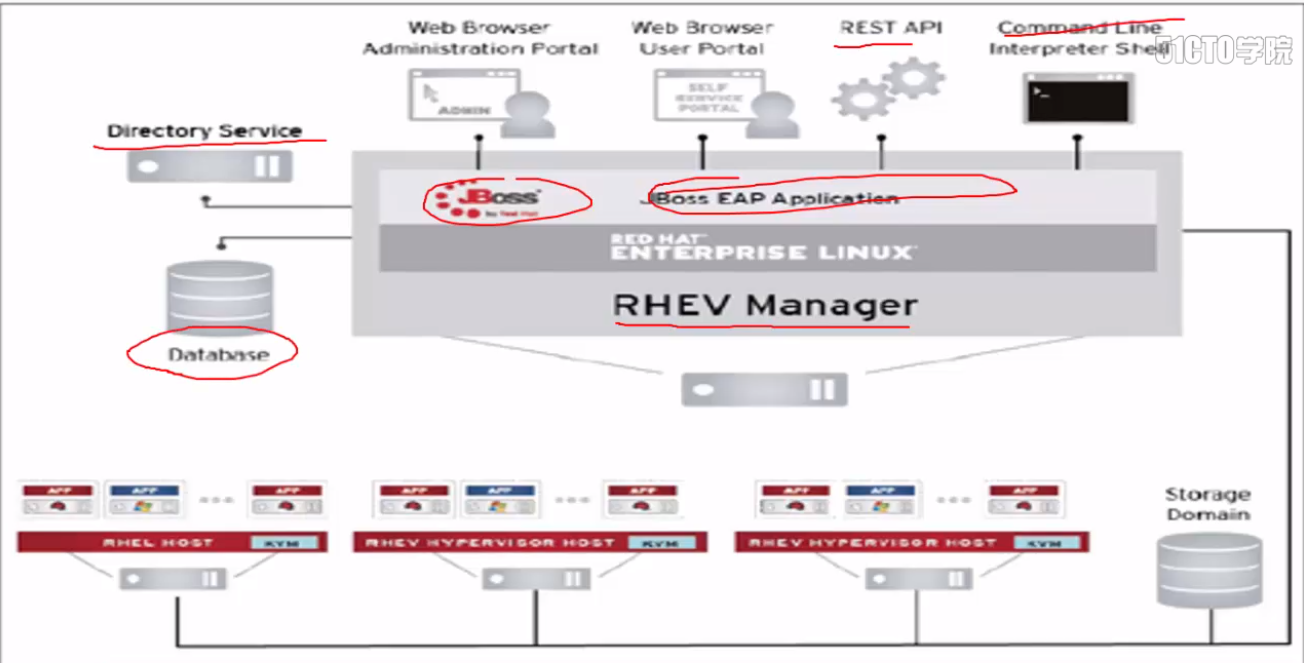 Web Browser
Administration Portal
Web Browser
User Portal
REST API
Command Line
Interpreter Shell
51CTO学院
ADMIN
SELF
SERVICE
PORTAL
Directory Service
JBoss
by Red Hat
JBoss EAP Application
RED HAT
ENTERPRISE LINUX
RHEV Manager
Database
APP
APP
APP
APP
APP
APP
APP
APP
APP
Storage
Domain
RHEL HOST
KVM
RHEV HYPERVISOR HOST
KVM
RHEV HYPERVISOR HOST
KVM